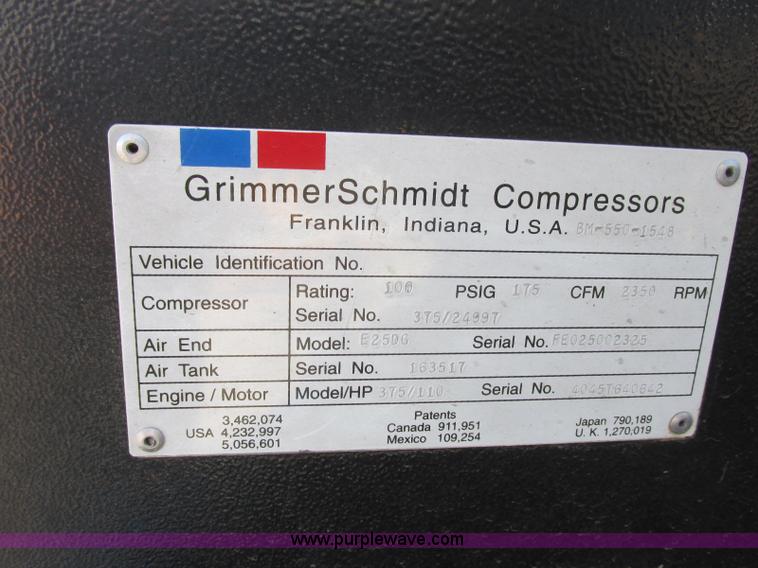 GrimmerSchmidt Compressors
Franklin, Indiana, U.S.A. BM-550-1548
Vehicle Identification No.
Compressor Rating: 100 PSIG 175 CFM 2350 RPM
Serial No. 375/24997
Air End Model: E25DG Serial No. FE025002325
Air Tank Serial No. 163517
Engine / Motor Model/HP 375/110 Serial No.
Patents
USA 3,462,074 4,232,997 5,056,601
Canada 911,951
Mexico 109,254
Japan 790,189
U. K. 1,270,019
www.purplewave.com